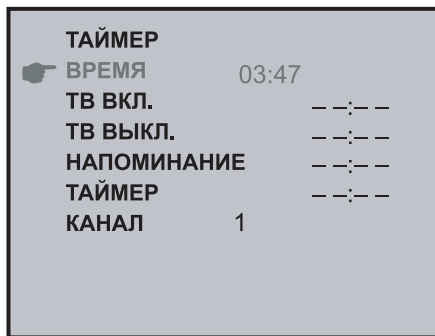 ТАЙМЕР
ВРЕМЯ 03:47
ТВ ВКЛ. – –:– –
ТВ ВЫКЛ. – –:– –
НАПОМИНАНИЕ – –:– –
ТАЙМЕР – –:– –
КАНАЛ 1